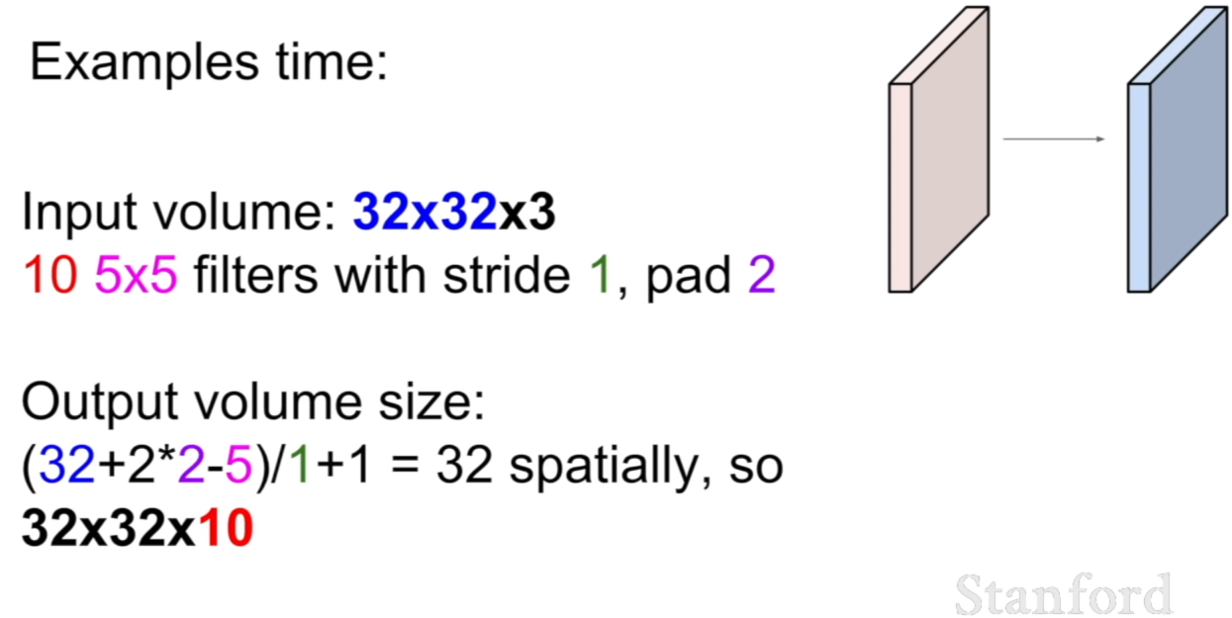 Examples time:
Input volume: 32x32x3
10 5x5 filters with stride 1, pad 2
Output volume size:
(32+2*2-5)/1+1 = 32 spatially, so
32x32x10
Stanford